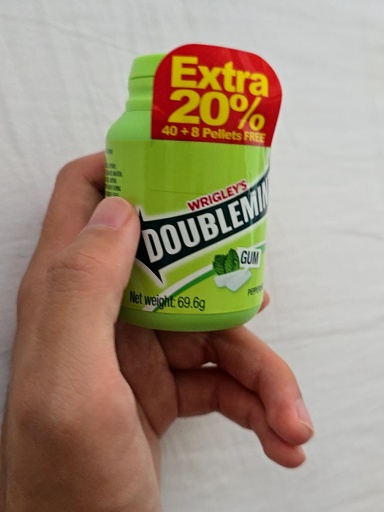 Extra
20%
40 + 8 Pellets FREE
WRIGLEY'S
DOUBLEMIN
GUM
Net weight: 69.6g